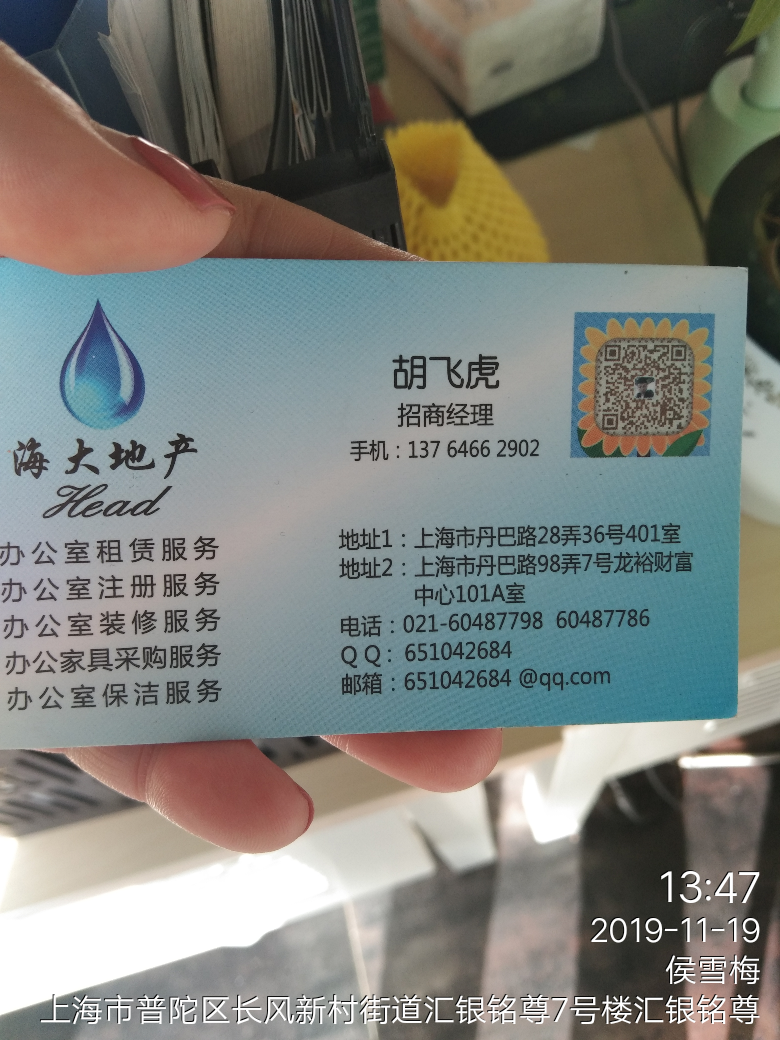 海大地产
Head
办公室租赁服务
办公室注册服务
办公室装修服务
办公家具采购服务
办公室保洁服务
胡飞虎
招商经理
手机：137 6466 2902
地址1：上海市丹巴路28弄36号401室
地址2：上海市丹巴路98弄7号龙裕财富
中心101A室
电话：021-60487798 60487786
QQ：651042684
邮箱：651042684 @qq.com
13:47
2019-11-19
侯雪梅
上海市普陀区长风新村街道汇银铭尊7号楼汇银铭尊